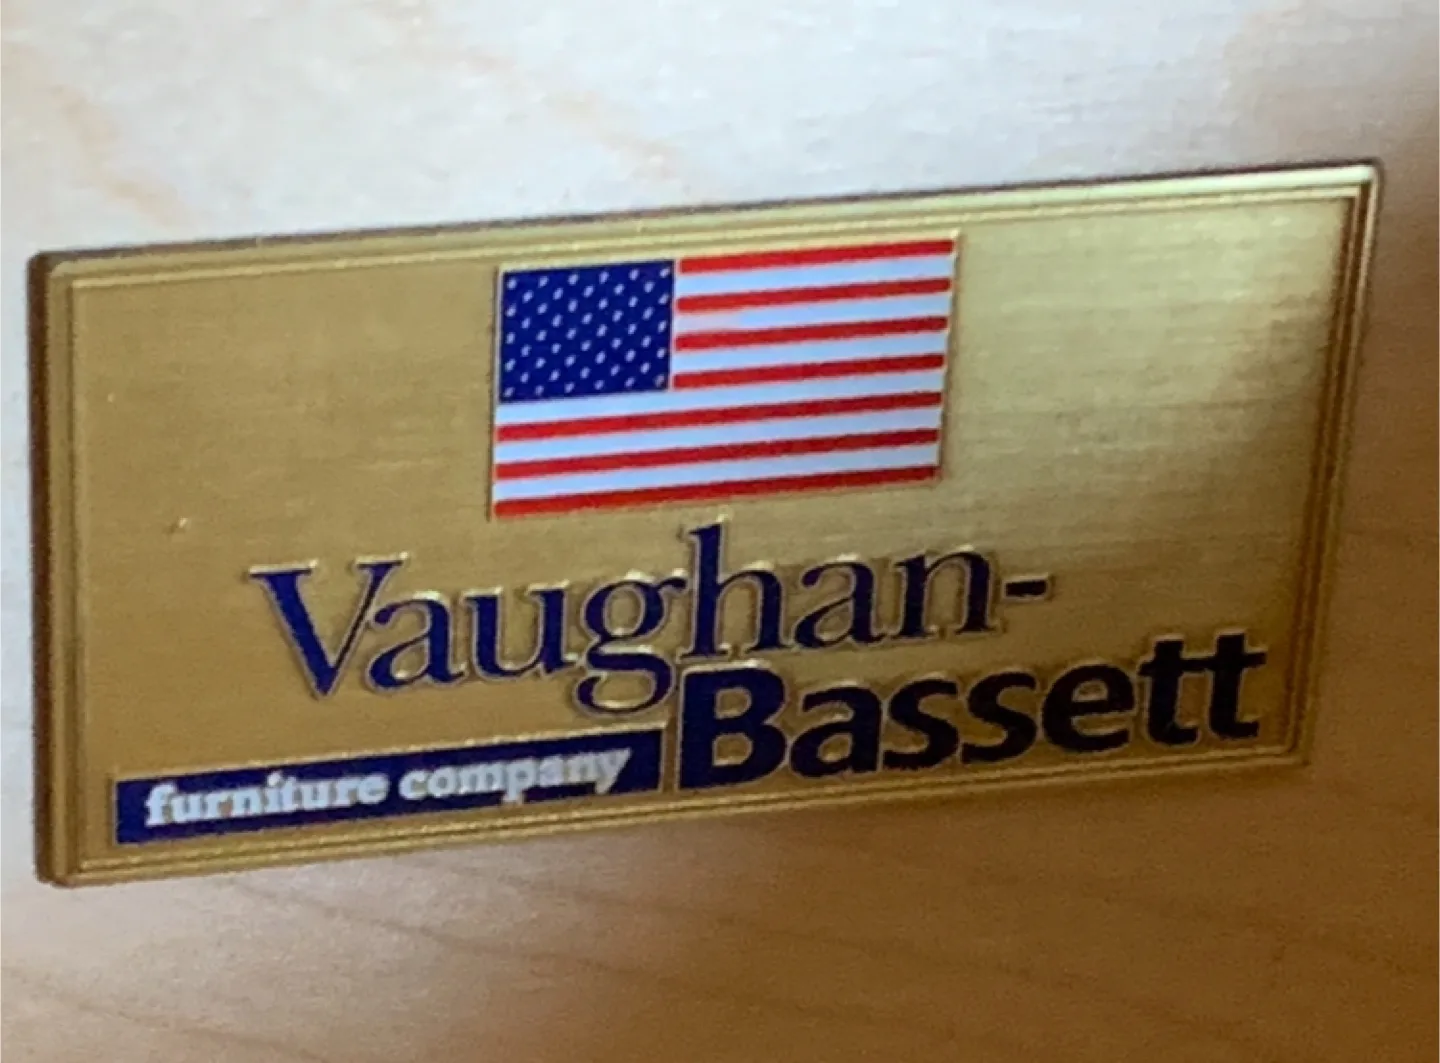 Vaughan-
Bassett
furniture company